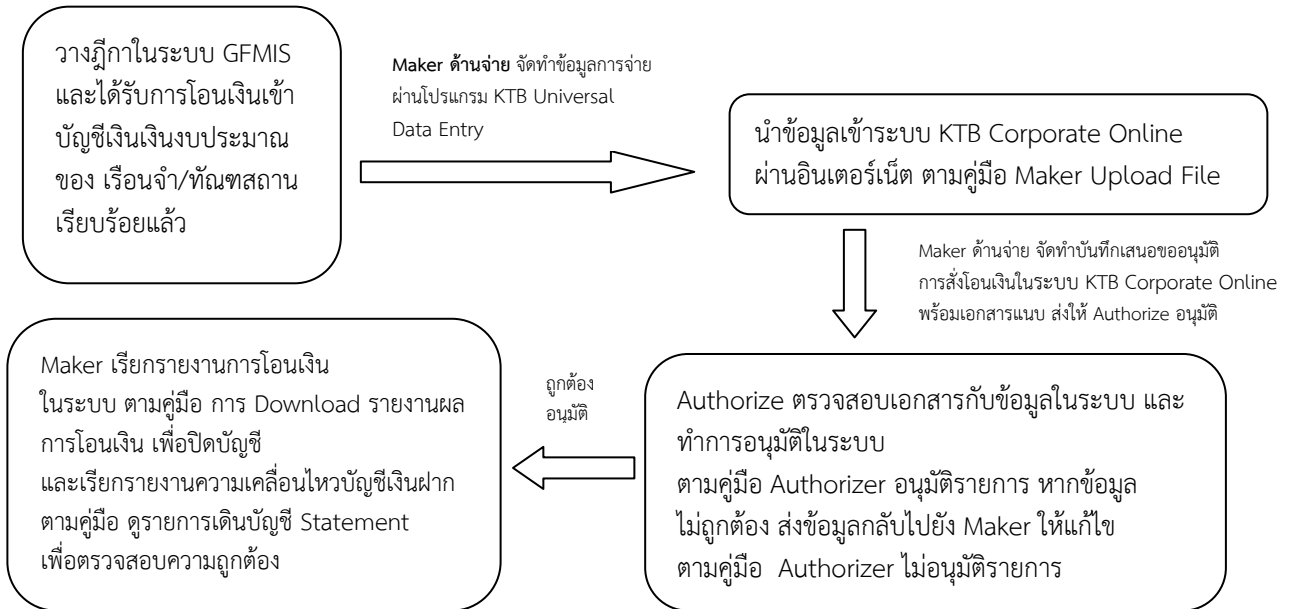 วางฎีกาในระบบ GFMIS
และได้รับการโอนเงินเข้า
บัญชีเงินเงินงบประมาณ
ของ เรือนจำ/ทัณฑสถาน
เรียบร้อยแล้ว
Maker ด้านจ่าย จัดทำข้อมูลการจ่าย
ผ่านโปรแกรม KTB Universal
Data Entry
นำข้อมูลเข้าระบบ KTB Corporate Online
ผ่านอินเตอร์เน็ต ตามคู่มือ Maker Upload File
Maker ด้านจ่าย จัดทำบันทึกเสนอขออนุมัติ
การสั่งโอนเงินในระบบ KTB Corporate Online
พร้อมเอกสารแนบ ส่งให้ Authorize อนุมัติ
Authorize ตรวจสอบเอกสารกับข้อมูลในระบบ และ
ทำการอนุมัติในระบบ
ตามคู่มือ Authorizer อนุมัติรายการ หากข้อมูล
ไม่ถูกต้อง ส่งข้อมูลกลับไปยัง Maker ให้แก้ไข
ตามคู่มือ Authorizer ไม่อนุมัติรายการ
ถูกต้อง
อนุมัติ
Maker เรียกรายงานการโอนเงิน
ในระบบ ตามคู่มือ การ Download รายงานผล
การโอนเงิน เพื่อปิดบัญชี
และเรียกรายงานความเคลื่อนไหวบัญชีเงินฝาก
ตามคู่มือ ดูรายการเดินบัญชี Statement
เพื่อตรวจสอบความถูกต้อง